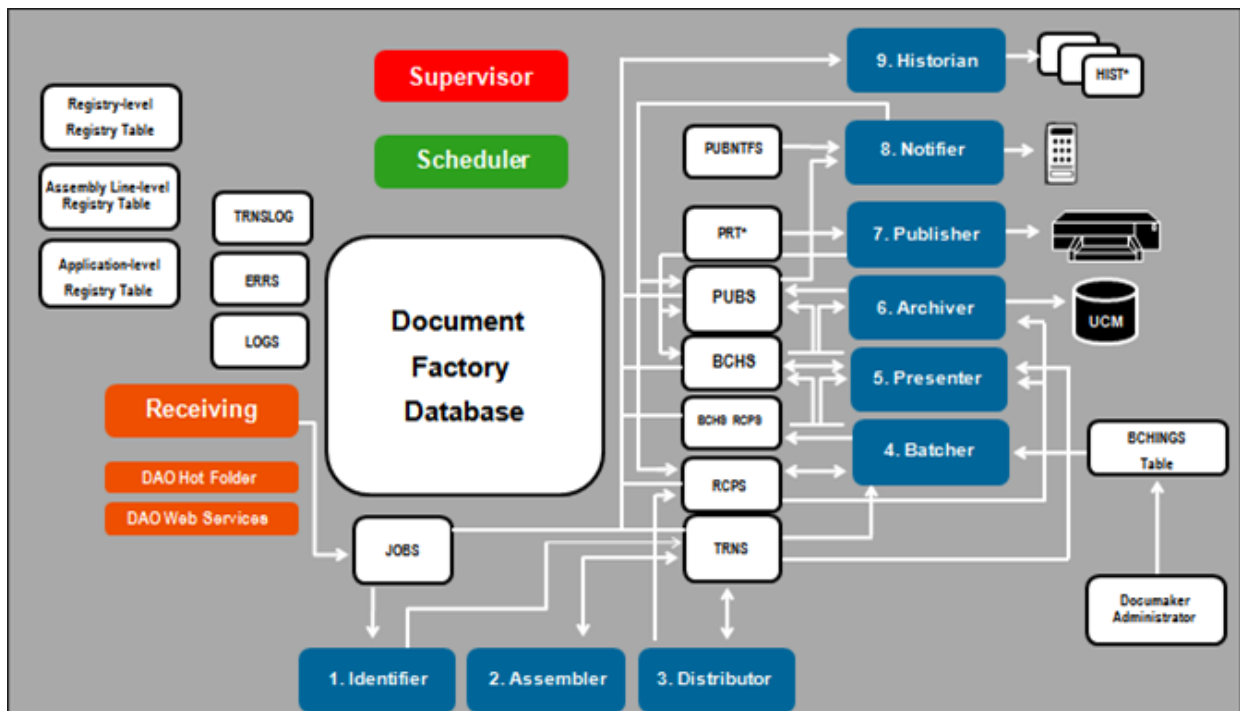 Supervisor
Scheduler
Registry-level
Registry Table
Assembly Line-level
Registry Table
Application-level
Registry Table
TRNSLOG
ERRS
LOGS
Document
Factory
Database
Receiving
DAO Hot Folder
DAO Web Services
JOBS
1. Identifier
2. Assembler
3. Distributor
PUBNTFS
PRT*
PUBS
BCHS
BCHS RCPS
RCPS
TRNS
9. Historian
HIST*
8. Notifier
7. Publisher
6. Archiver
UCM
5. Presenter
4. Batcher
BCHINGS
Table
Documaker
Administrator